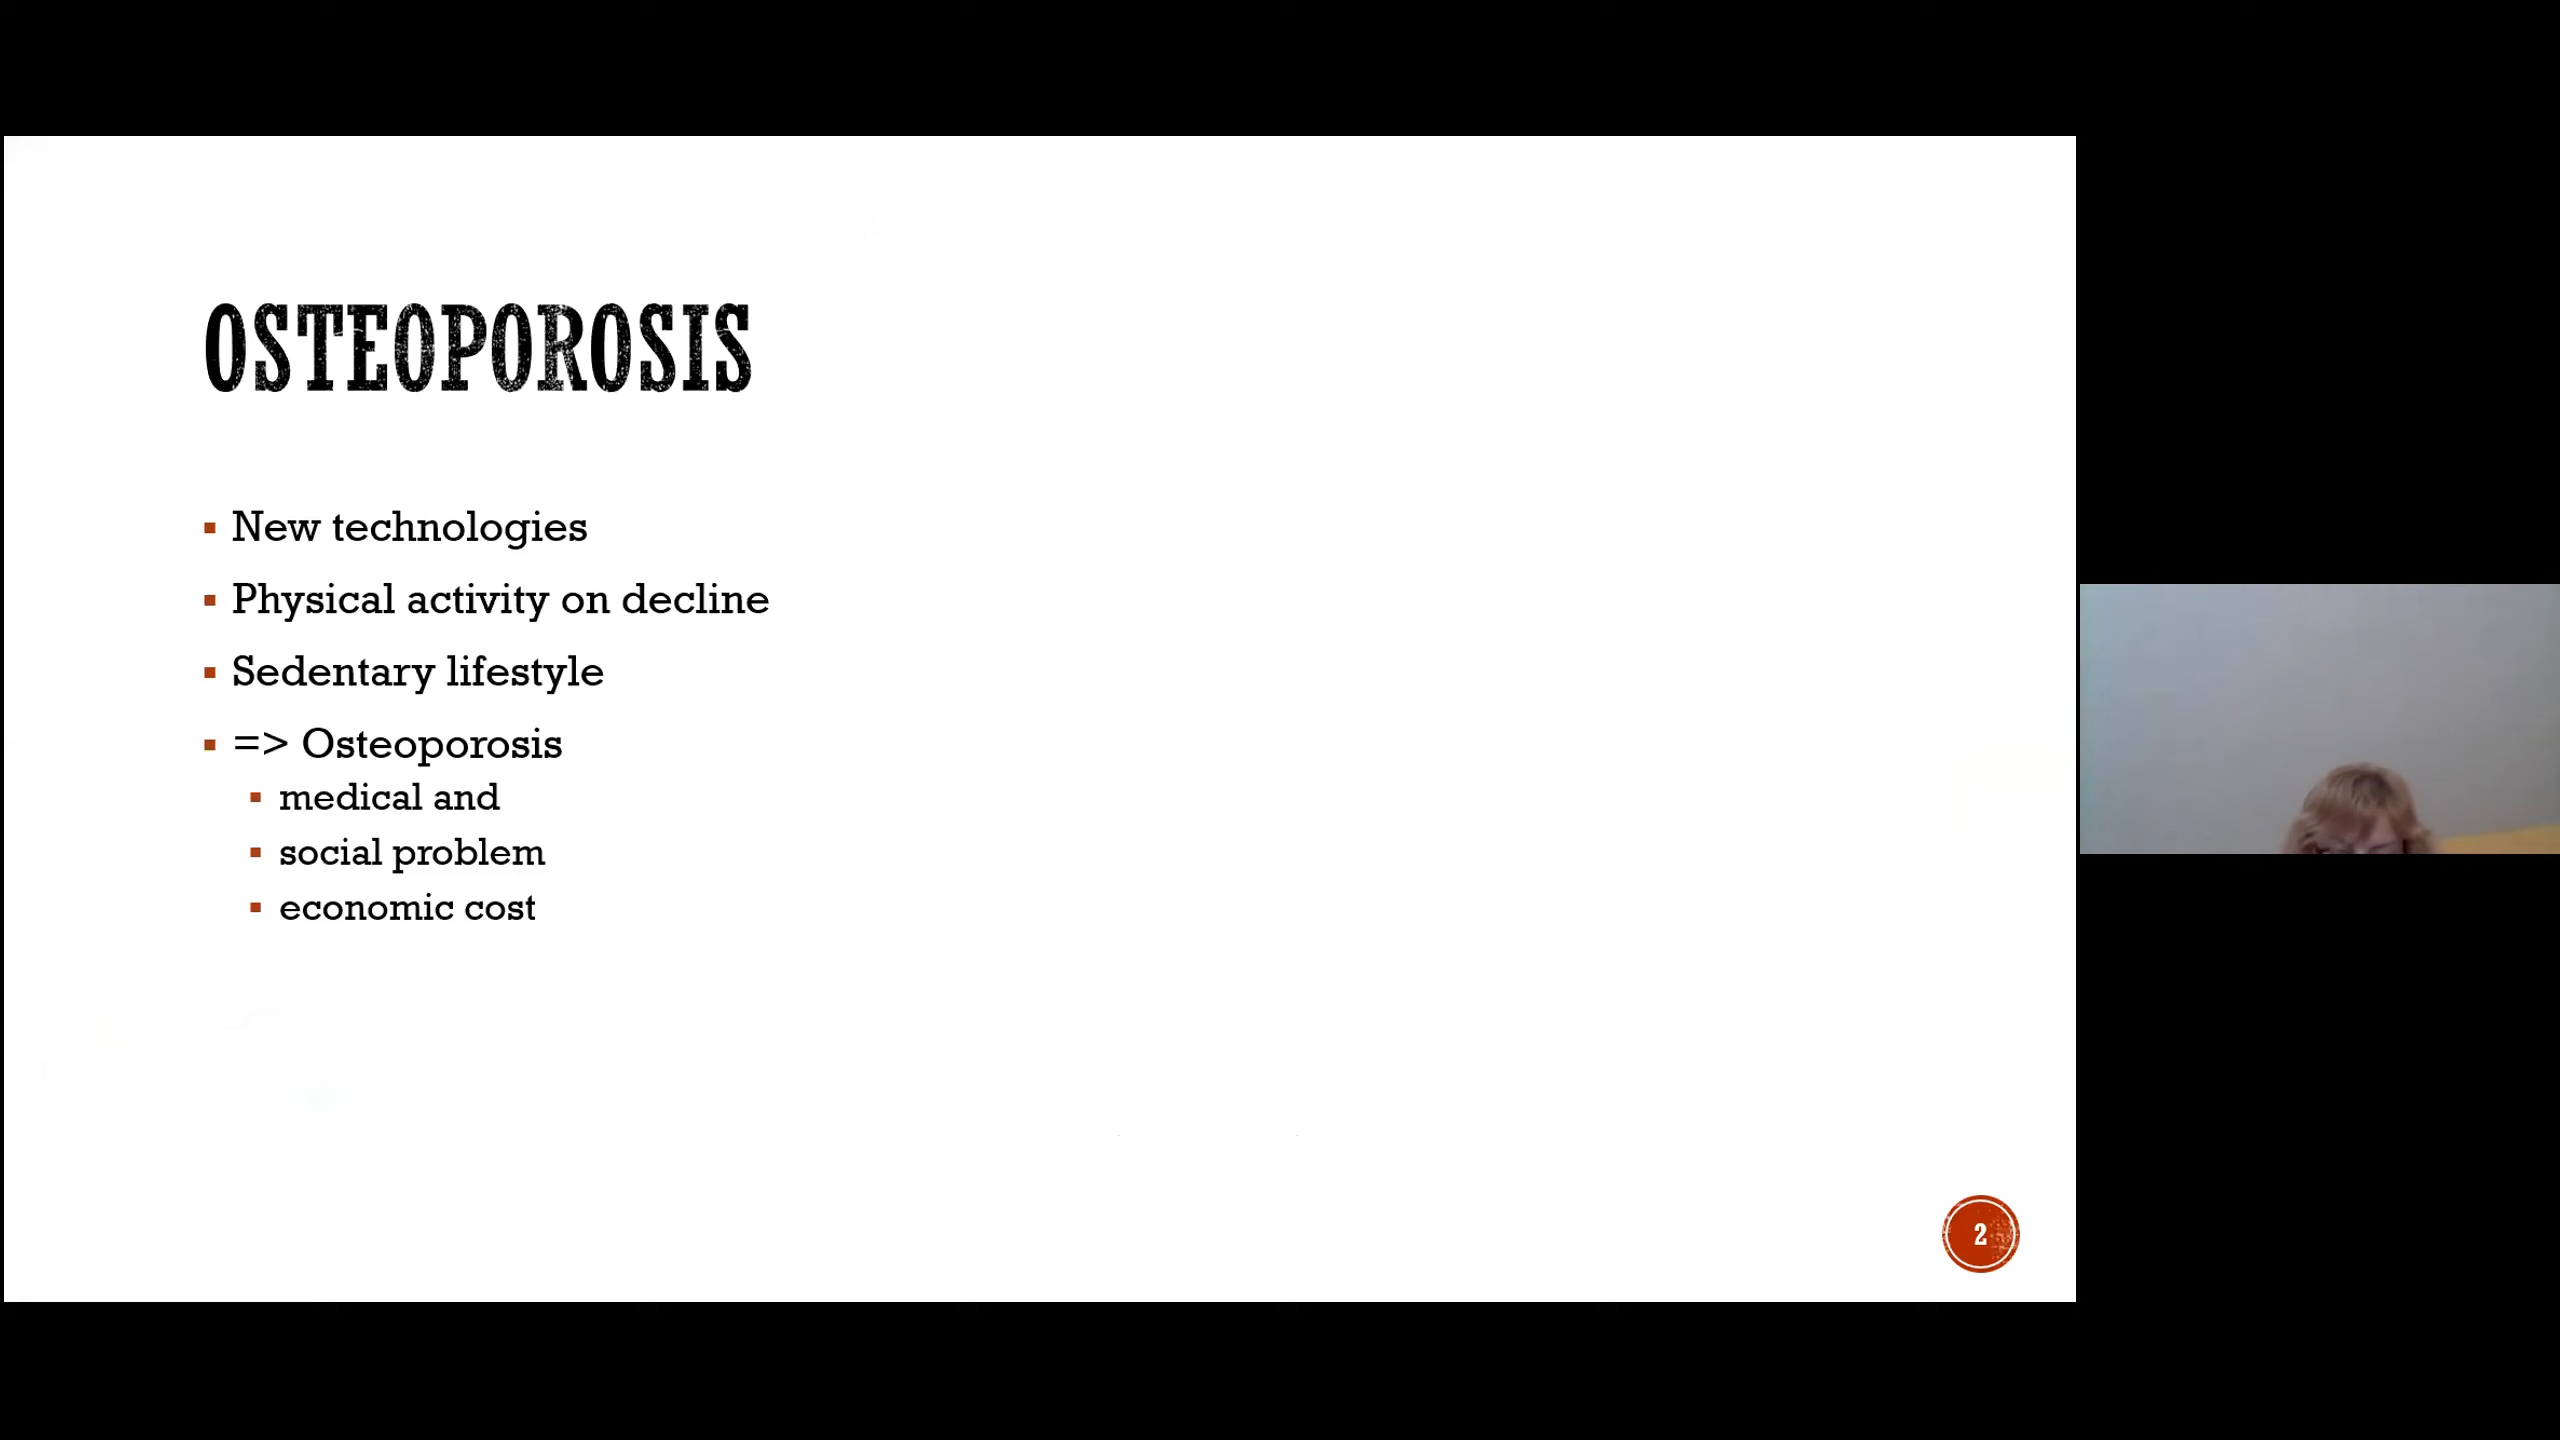 OSTEOPOROSIS
New technologies
Physical activity on decline
Sedentary lifestyle
=> Osteoporosis
medical and
social problem
economic cost
2